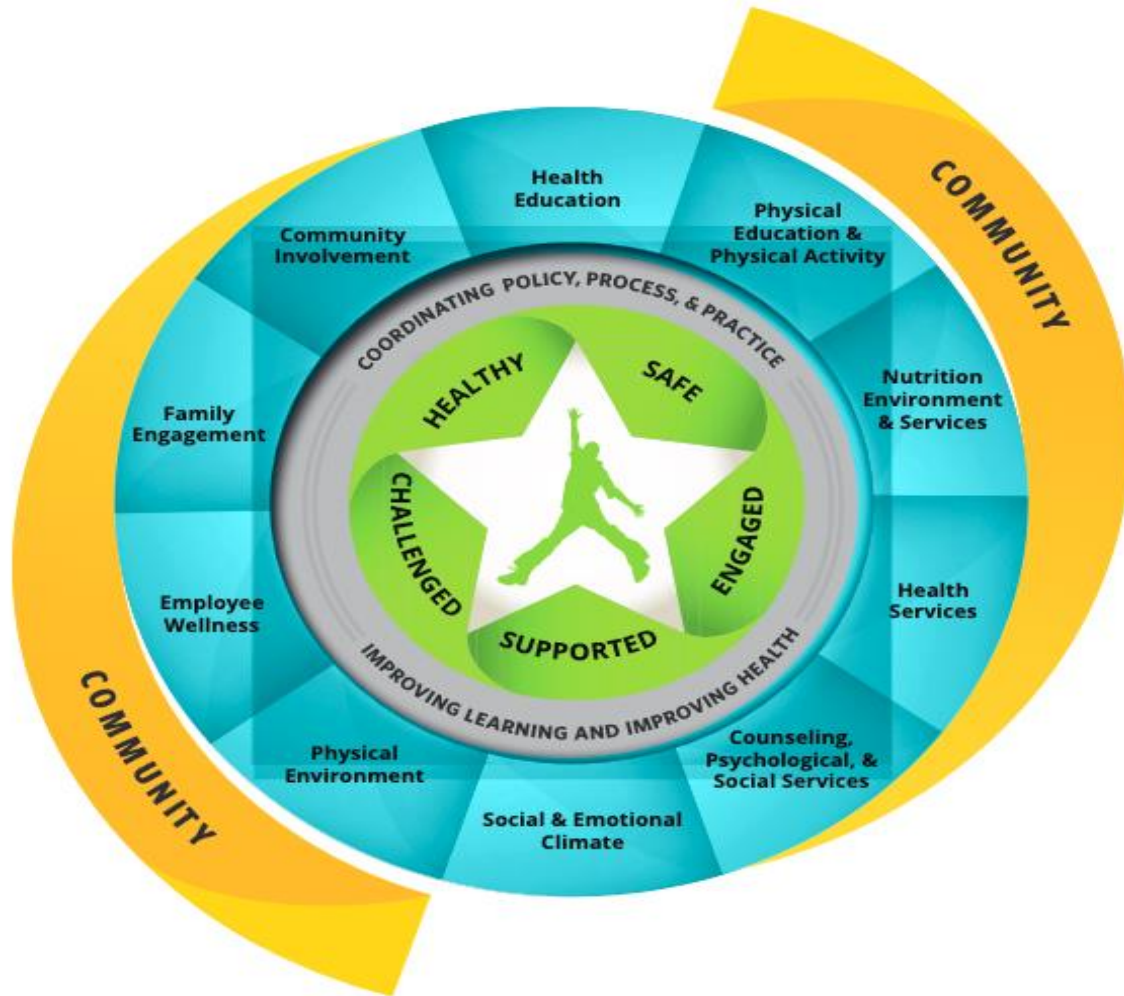 COMMUNITY
Health
Education
Physical
Education &
Physical Activity
Nutrition
Environment
& Services
Health
Services
Counseling,
Psychological, &
Social Services
Social & Emotional
Climate
Physical
Environment
Employee
Wellness
Family
Engagement
Community
Involvement
COORDINATING POLICY, PROCESS, & PRACTICE
IMPROVING LEARNING AND IMPROVING HEALTH
HEALTHY
SAFE
ENGAGED
SUPPORTED
CHALLENGED
COMMUNITY